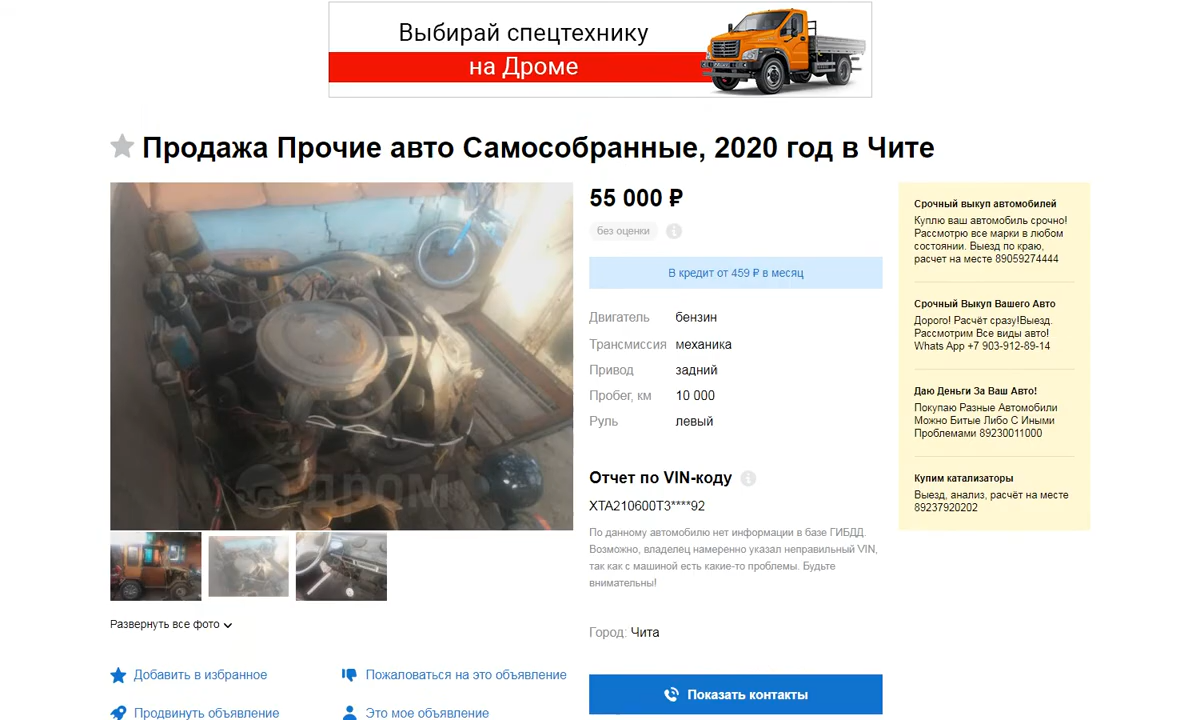 Выбирай спецтехнику
на Дроме
Продажа Прочие авто Самособранные, 2020 год в Чите
55 000 ₽
без оценки
В кредит от 459 ₽ в месяц
Двигатель бензин
Трансмиссия механика
Привод задний
Пробег, км 10 000
Руль левый
Отчет по VIN-коду
XTA210600T3****92
По данному автомобилю нет информации в базе ГИБДД.
Возможно, владелец намеренно указал неправильный VIN,
так как с машиной есть какие-то проблемы. Будьте
внимательны!
Город: Чита
Показать контакты
дром
Развернуть все фото
Добавить в избранное
Пожаловаться на это объявление
Продвинуть объявление
Это мое объявление
Срочный выкуп автомобилей
Куплю ваш автомобиль срочно!
Рассмотрю все марки в любом
состоянии. Выезд по краю,
расчет на месте 89059274444
Срочный Выкуп Вашего Авто
Дорого! Расчёт сразу!Выезд.
Рассмотрим Все виды авто!
Whats App +7 903-912-89-14
Даю Деньги За Ваш Авто!
Покупаю Разные Автомобили
Можно Битые Либо С Иными
Проблемами 89230011000
Купим катализаторы
Выезд, анализ, расчёт на месте
89237920202